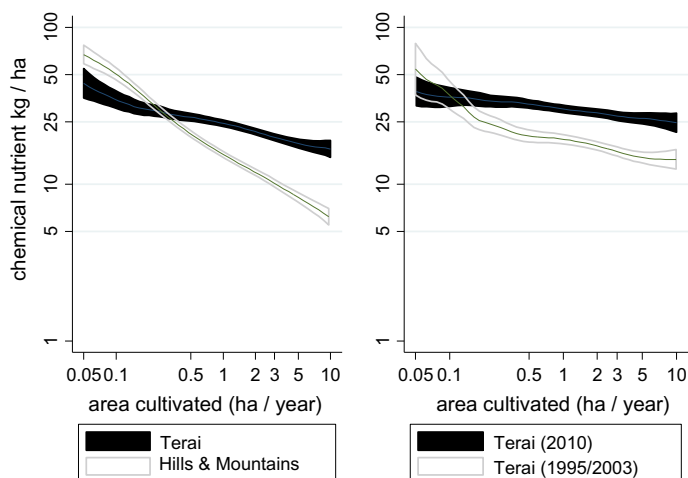 chemical nutrient kg / ha
100
50
25
10
5
1
0.05 0.1 0.5 1 2 3 5 10
area cultivated (ha / year)
Terai
Hills & Mountains
100
50
25
10
5
1
0.05 0.1 0.5 1 2 3 5 10
area cultivated (ha / year)
Terai (2010)
Terai (1995/2003)